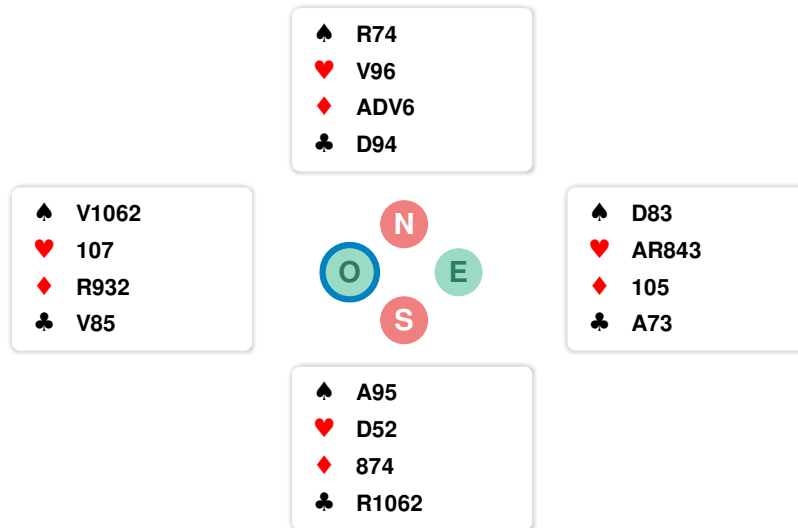 ♠ R74
♥ V96
♦ ADV6
♣ D94
♠ V1062
♥ 107
♦ R932
♣ V85
N
O E
S
♠ D83
♥ AR843
♦ 105
♣ A73
♠ A95
♥ D52
♦ 874
♣ R1062